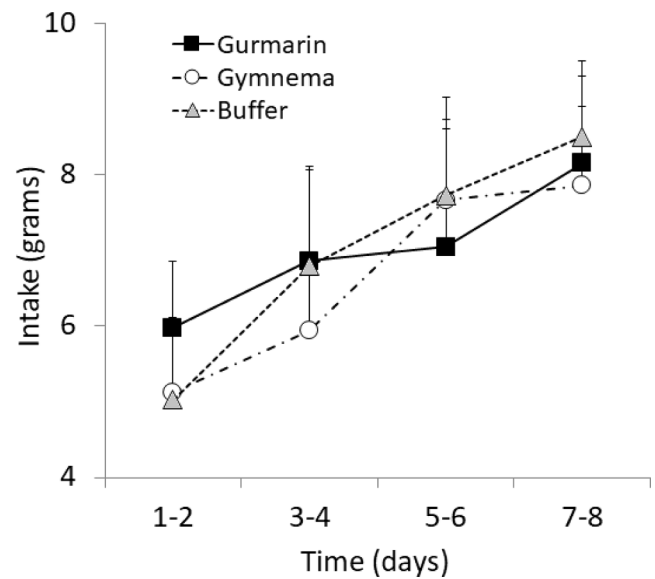 10
Gurmarin
Gymnema
Buffer
8
6
4
Intake (grams)
1-2 3-4 5-6 7-8
Time (days)